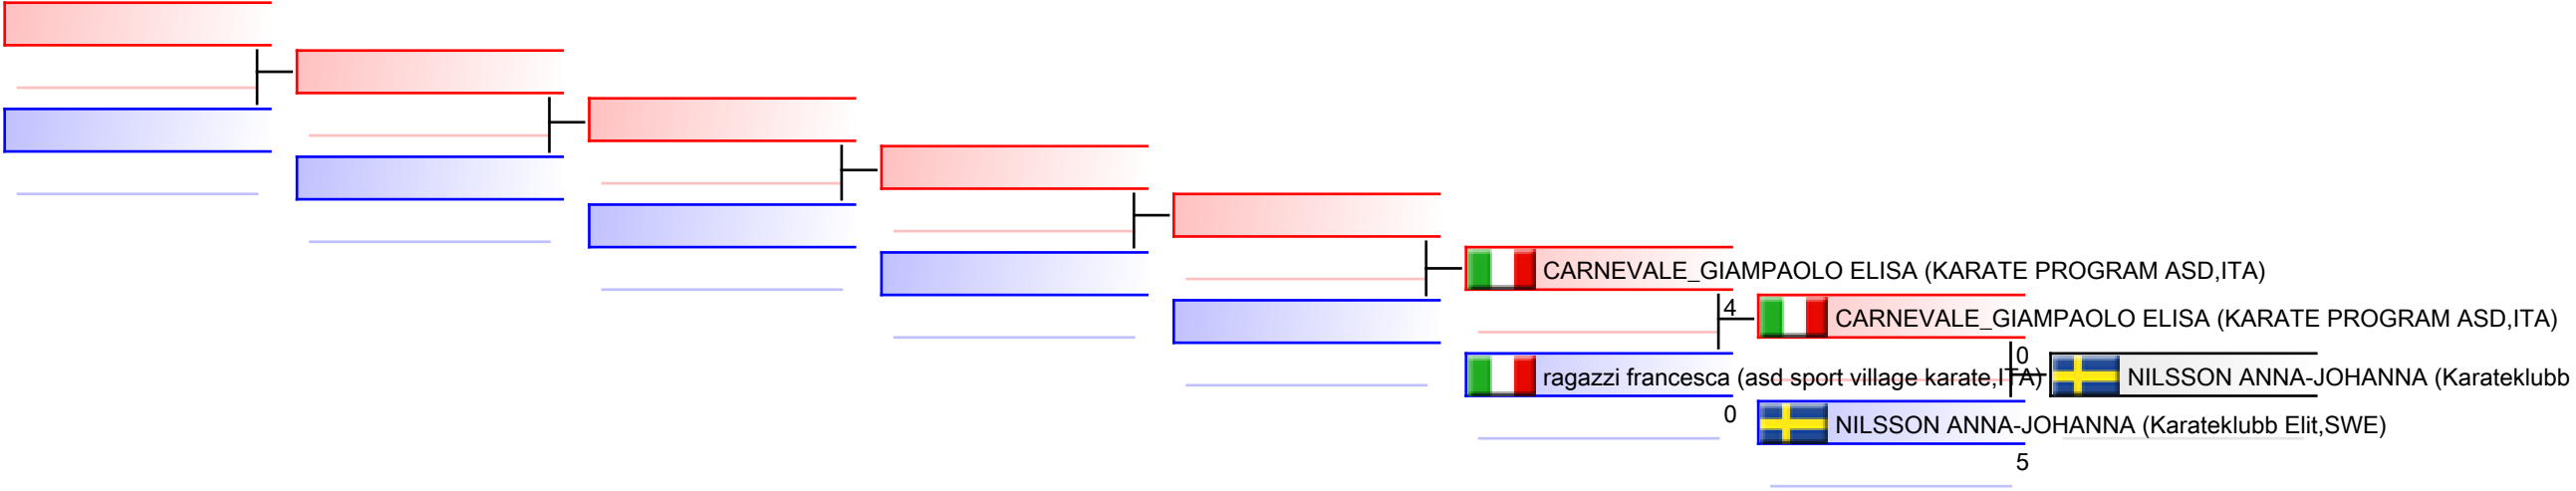 CARNEVALE_GIAMPAOLO ELISA (KARATE PROGRAM ASD,ITA)
4
CARNEVALE_GIAMPAOLO ELISA (KARATE PROGRAM ASD,ITA)
0
ragazzi francesca (asd sport village karate,ITA)
NILSSON ANNA-JOHANNA (Karateklubb
0
NILSSON ANNA-JOHANNA (Karateklubb Elit,SWE)
5